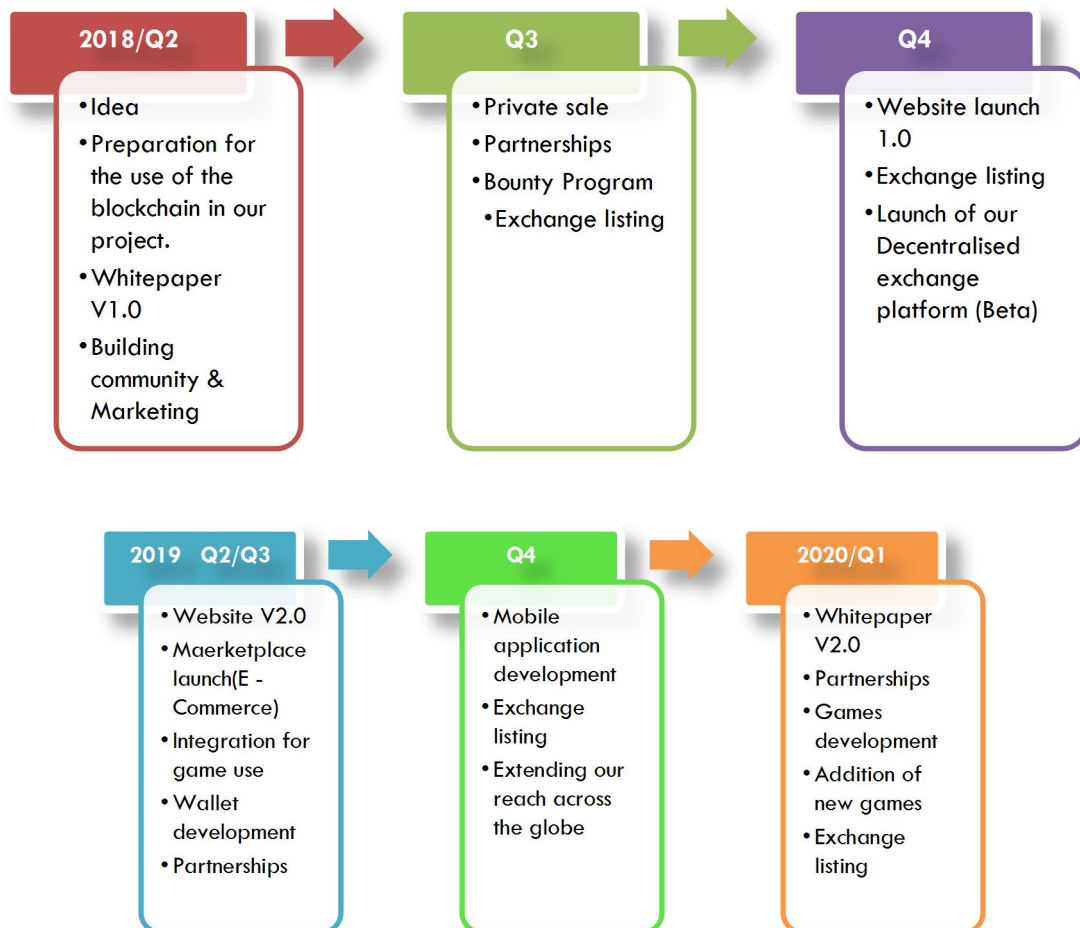 2018/Q2
• Idea
• Preparation for
the use of the
blockchain in our
project.
• Whitepaper
V1.0
• Building
community &
Marketing
Q3
• Private sale
• Partnerships
• Bounty Program
• Exchange listing
Q4
• Website launch
1.0
• Exchange listing
• Launch of our
Decentralised
exchange
platform (Beta)
2019 Q2/Q3
• Website V2.0
• Maerketplace
launch(E -
Commerce)
• Integration for
game use
• Wallet
development
• Partnerships
Q4
• Mobile
application
development
• Exchange
listing
• Extending our
reach across
the globe
2020/Q1
• Whitepaper
V2.0
• Partnerships
• Games
development
• Addition of
new games
• Exchange
listing